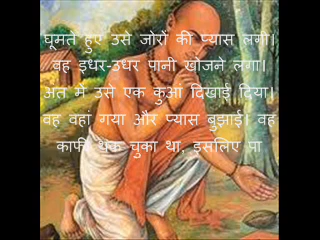 घूमते हुए उसे जोरों की प्यास लगी।
वह इधर-उधर पानी खोजने लगा।
अंत में उसे एक कुआं दिखाई दिया।
वह वहां गया और प्यास बुझाई। वह
काफी थक चुका था, इसलिए पा